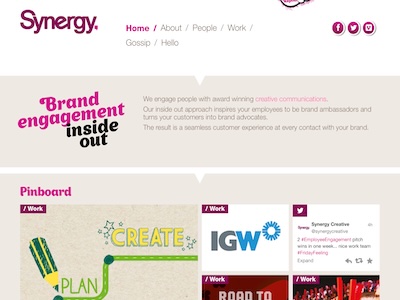 Synergy.
Home / About / People / Work /
Gossip / Hello
Brand
engagement
inside
out
We engage people with award winning creative communications.
Our inside out approach inspires your employees to be brand ambassadors and
turns your customers into brand advocates.
The result is a seamless customer experience at every contact with your brand.
Pinboard
/ Work
CREATE
PLAN
/ Work
IGW
Synergy Creative
@synergycreative
2 #EmployeeEngagement pitch
wins in one week... nice work team
#FridayFeeling
Expand
/ Work
ROAD TO
/ Work